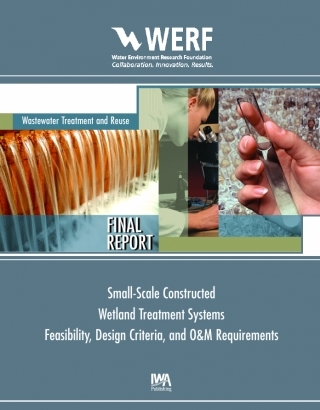 WERF
Water Environment Research Foundation
Collaboration. Innovation. Results.
Wastewater Treatment and Reuse
FINAL
REPORT
Small-Scale Constructed
Wetland Treatment Systems
Feasibility, Design Criteria, and O&M Requirements
IWA
Publishing